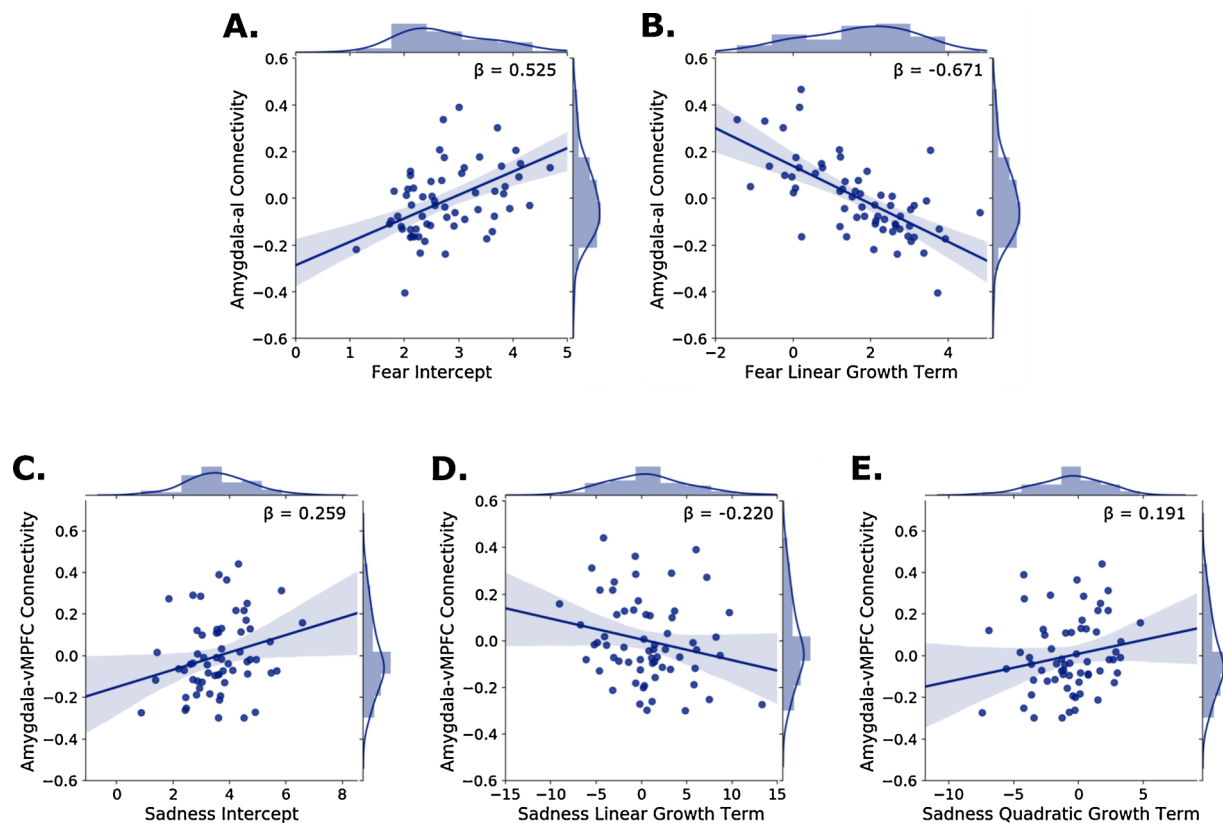 A.
β = 0.525
0.6
0.4
0.2
0.0
−0.2
−0.4
−0.6
Amygdala-aI Connectivity
0 1 2 3 4 5
Fear Intercept
B.
β = -0.671
0.6
0.4
0.2
0.0
−0.2
−0.4
−0.6
Amygdala-aI Connectivity
−2 0 2 4
Fear Linear Growth Term
C.
β = 0.259
0.6
0.4
0.2
0.0
−0.2
−0.4
−0.6
Amygdala-vMPFC Connectivity
0 2 4 6 8
Sadness Intercept
D.
β = -0.220
0.6
0.4
0.2
0.0
−0.2
−0.4
−0.6
Amygdala-vMPFC Connectivity
−15 −10 −5 0 5 10 15
Sadness Linear Growth Term
E.
β = 0.191
0.6
0.4
0.2
0.0
−0.2
−0.4
−0.6
Amygdala-vMPFC Connectivity
−10 −5 0 5
Sadness Quadratic Growth Term